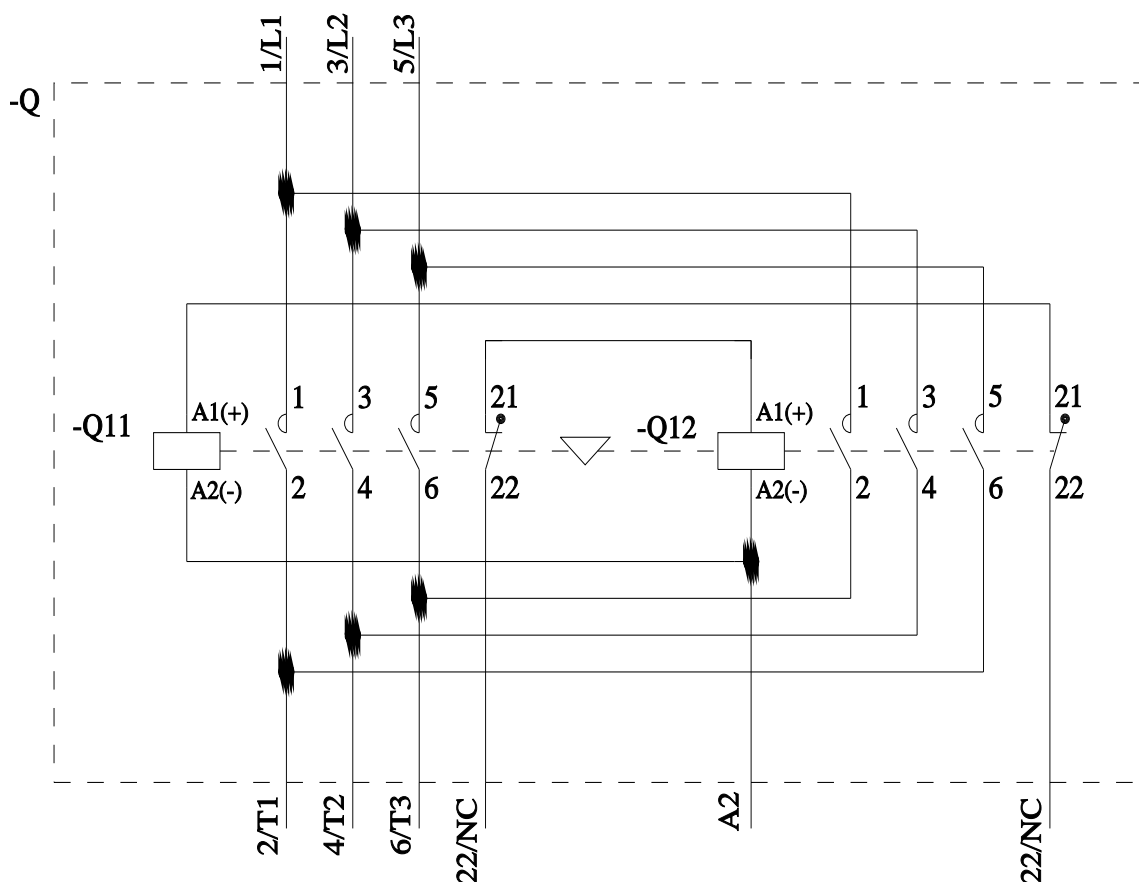 1/L1
3/L2
5/L3
-Q
1
3
5
21
1
3
5
21
-Q11
A1(+)
-Q12
A1(+)
A2(-)
2
4
6
22
A2(-)
2
4
6
22
2/T1
4/T2
6/T3
22/NC
A2
22/NC